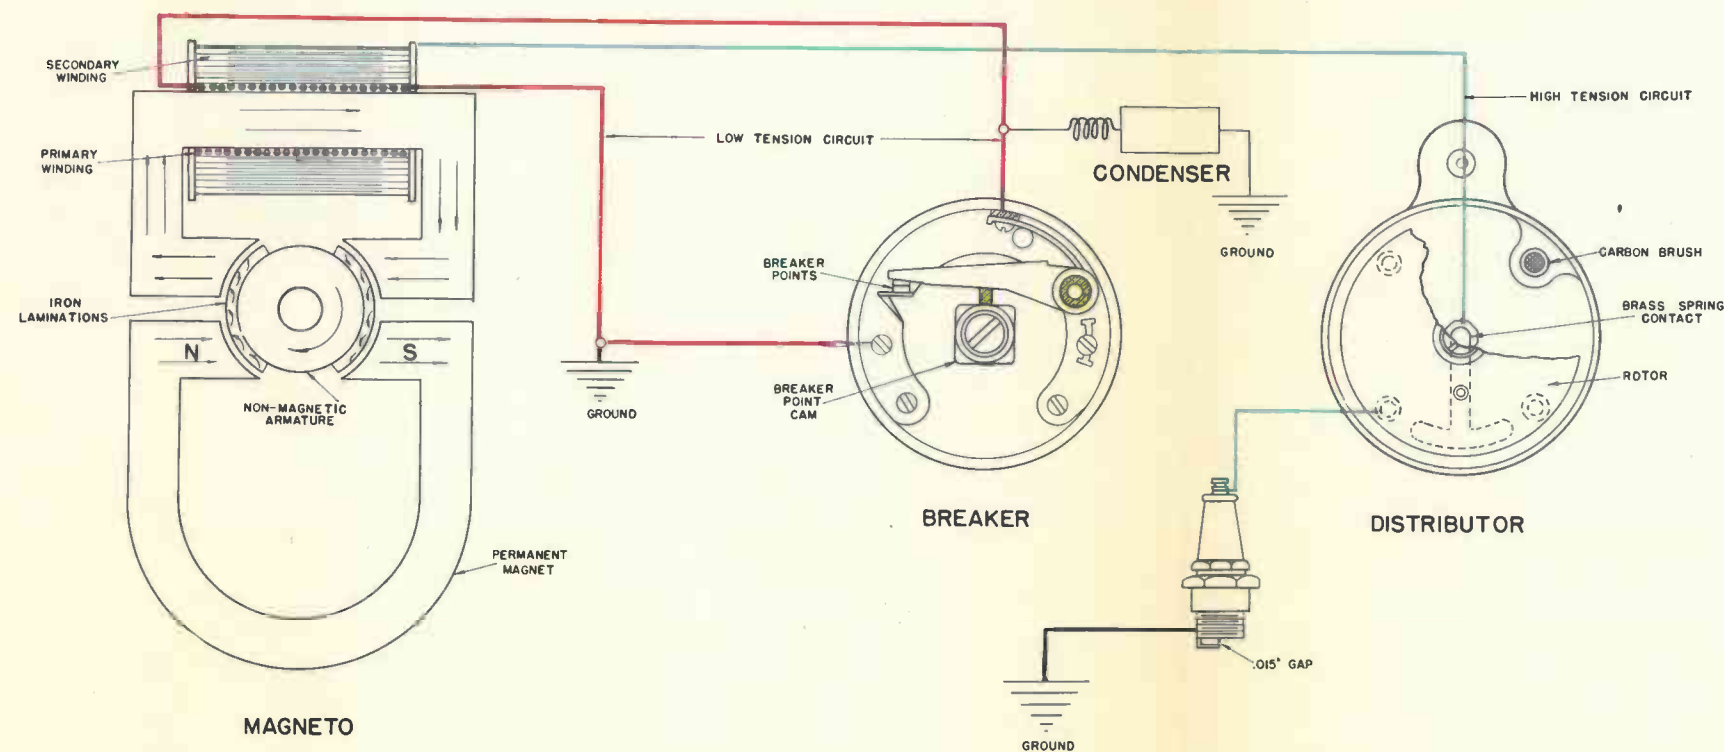 SECONDARY
WINDING
PRIMARY
WINDING
IRON
LAMINATIONS
N
S
NON-MAGNETIC
ARMATURE
PERMANENT
MAGNET
MAGNETO
LOW TENSION CIRCUIT
GROUND
BREAKER
POINTS
BREAKER
POINT
CAM
BREAKER
CONDENSER
GROUND
HIGH TENSION CIRCUIT
CARBON BRUSH
BRASS SPRING
CONTACT
ROTOR
DISTRIBUTOR
.015" GAP
GROUND